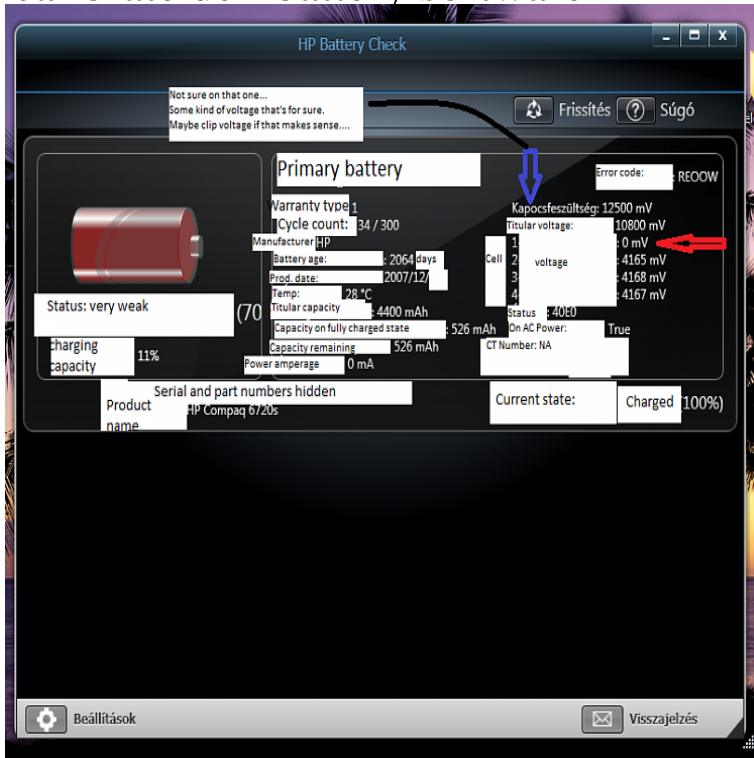 HP Battery Check
Not sure on that one...
Some kind of voltage that's for sure.
Maybe clip voltage if that makes sense....
Frissítés
Súgó
Primary battery
Error code: : REOOW
Warranty type 1
Kapocsfeszültség: 12500 mV
Cycle count: 34 / 300
Titular voltage: 10800 mV
Manufacturer HP
1- : 0 mV
Battery age: : 2064 days
Cell 2- voltage : 4165 mV
Prod. date: 2007/12/
3- : 4168 mV
Temp: 28 °C
4- : 4167 mV
Status: very weak (70
Titular capacity : 4400 mAh
Status : 40E0
Capacity on fully charged state : 526 mAh
On AC Power: True
charging capacity 11%
Capacity remaining 526 mAh
CT Number: NA
Power amperage 0 mA
Serial and part numbers hidden
Product name HP Compaq 6720s
Current state: Charged (100%)
Beállítások
Visszajelzés